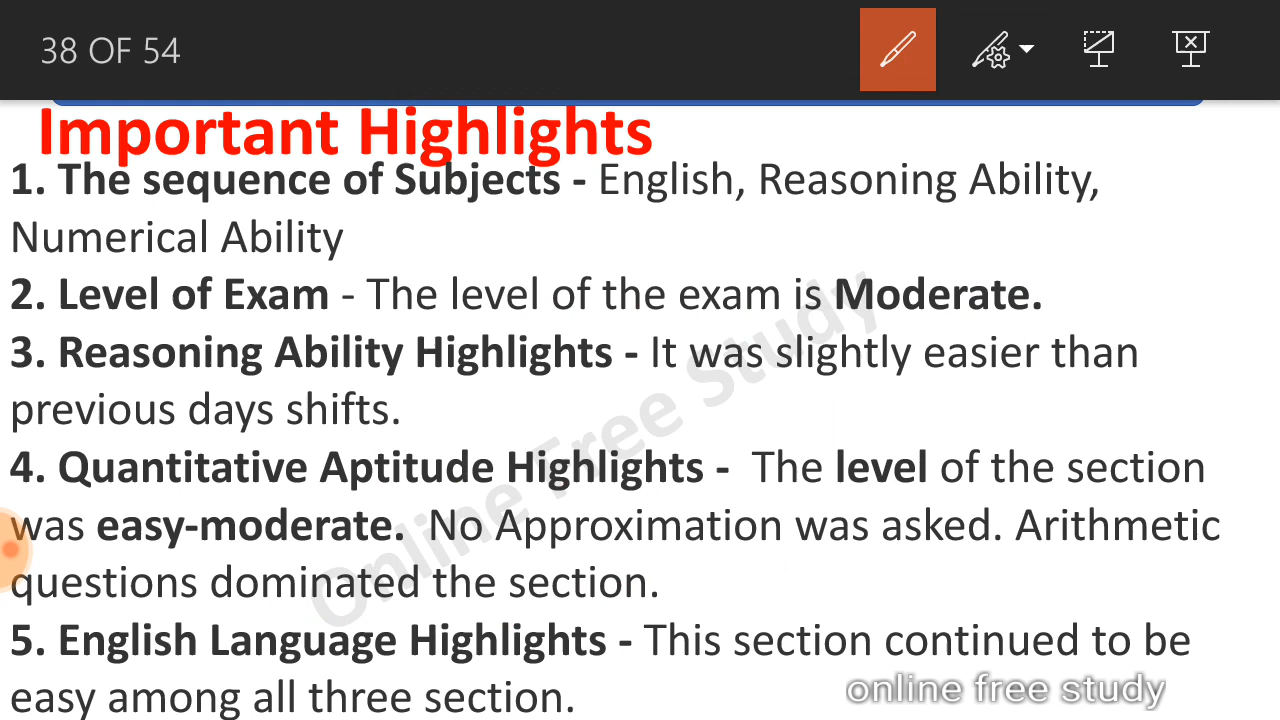 38 OF 54
Important Highlights
1. The sequence of Subjects - English, Reasoning Ability,
Numerical Ability
2. Level of Exam - The level of the exam is Moderate.
3. Reasoning Ability Highlights - It was slightly easier than
previous days shifts.
4. Quantitative Aptitude Highlights - The level of the section
was easy-moderate. No Approximation was asked. Arithmetic
questions dominated the section.
5. English Language Highlights - This section continued to be
easy among all three section.
Online Free Study
online free study